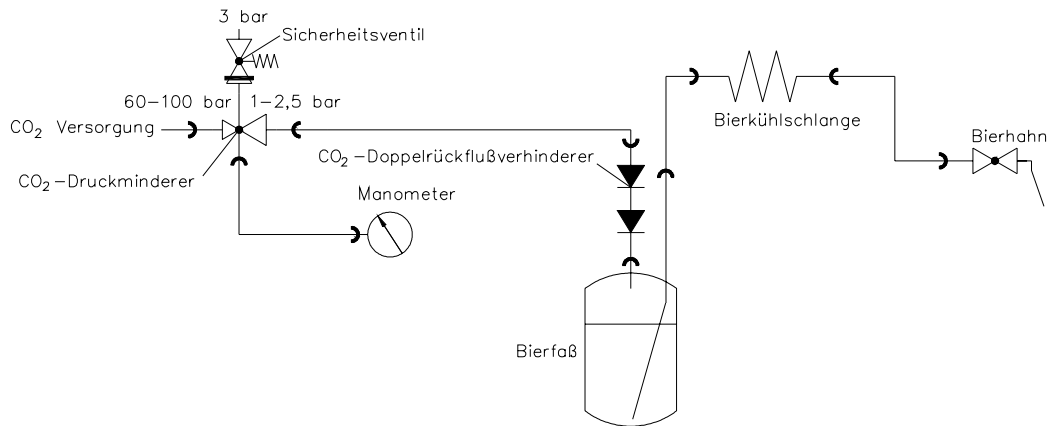 3 bar
Sicherheitsventil
60-100 bar
1-2,5 bar
CO₂ Versorgung
CO₂-Druckminderer
Manometer
CO₂-Doppelrückflußverhinderer
Bierkühlschlange
Bierhahn
Bierfaß